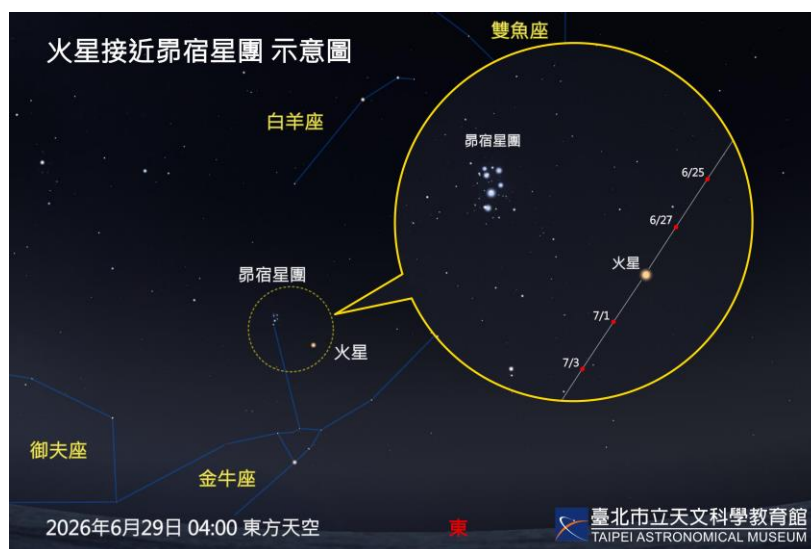 火星接近昴宿星團 示意圖
雙魚座
白羊座
昴宿星團
6/25
6/27
火星
7/1
7/3
昴宿星團
火星
御夫座
金牛座
2026年6月29日 04:00 東方天空
東
臺北市立天文科學教育館
TAIPEI ASTRONOMICAL MUSEUM